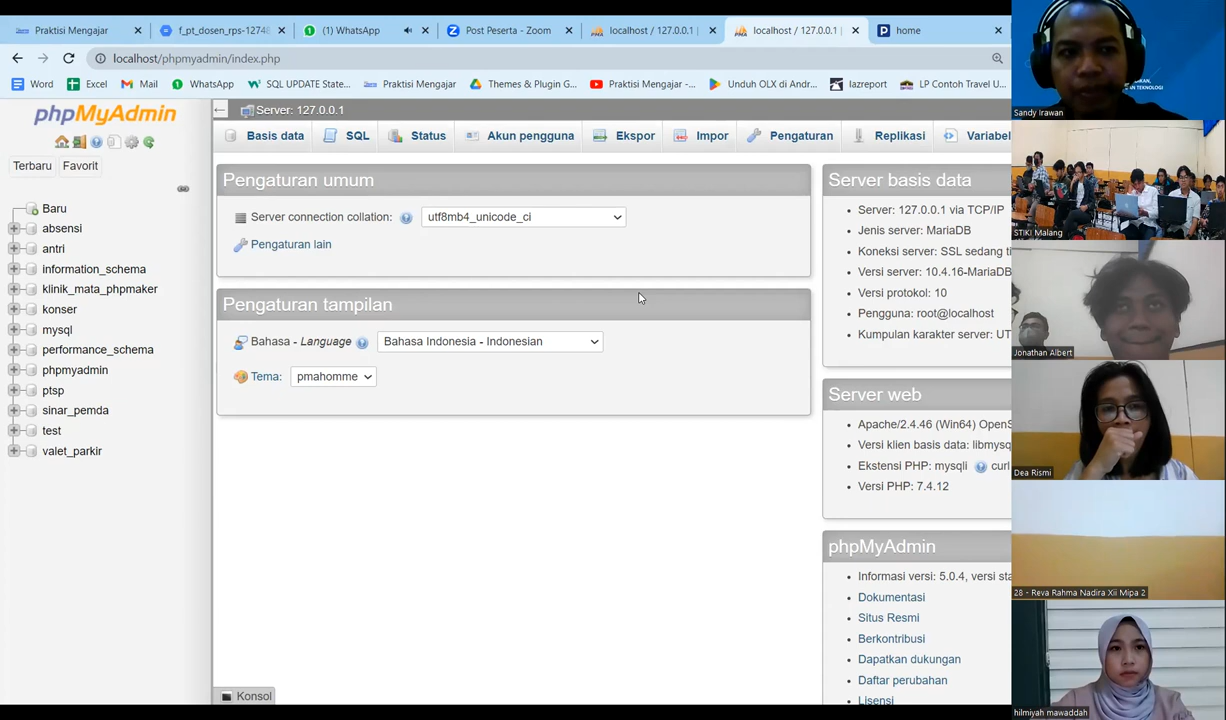 Praktisi Mengajar
f_pt_dosen_rps-12748
(1) WhatsApp
Post Peserta - Zoom
localhost / 127.0.0.1
localhost / 127.0.0.1
home
localhost/phpmyadmin/index.php
Word
Excel
Mail
Praktisi Mengajar
WhatsApp
SQL UPDATE State...
Praktisi Mengajar
Themes & Plugin G...
Praktisi Mengajar -...
Unduh OLX di Andr...
lazreport
LP Contoh Travel U...
phpMyAdmin
Terbaru
Favorit
Baru
absensi
antri
information_schema
klinik_mata_phpmaker
konser
mysql
performance_schema
phpmyadmin
ptsp
sinar_pemda
test
valet_parkir
Server: 127.0.0.1
Basis data
SQL
Status
Akun pengguna
Ekspor
Impor
Pengaturan
Replikasi
Variabel
Pengaturan umum
Server connection collation:
utf8mb4_unicode_ci
Pengaturan lain
Pengaturan tampilan
Bahasa - Language
Bahasa Indonesia - Indonesian
Tema:
pmahomme
Server basis data
Server: 127.0.0.1 via TCP/IP
Jenis server: MariaDB
Koneksi server: SSL sedang ti
Versi server: 10.4.16-MariaDB
Versi protokol: 10
Pengguna: root@localhost
Kumpulan karakter server: UT
Server web
Apache/2.4.46 (Win64) OpenS
Versi klien basis data: libmysq
Ekstensi PHP: mysqli curl
Versi PHP: 7.4.12
phpMyAdmin
Informasi versi: 5.0.4, versi sta
Dokumentasi
Situs Resmi
Berkontribusi
Dapatkan dukungan
Daftar perubahan
Lisensi
Konsol
DIKAN,
AN TEKNOLOGI
Sandy Irawan
STIKI Malang
Jonathan Albert
Dea Rismi
28 - Reva Rahma Nadira Xii Mipa 2
hilmiyah mawaddah